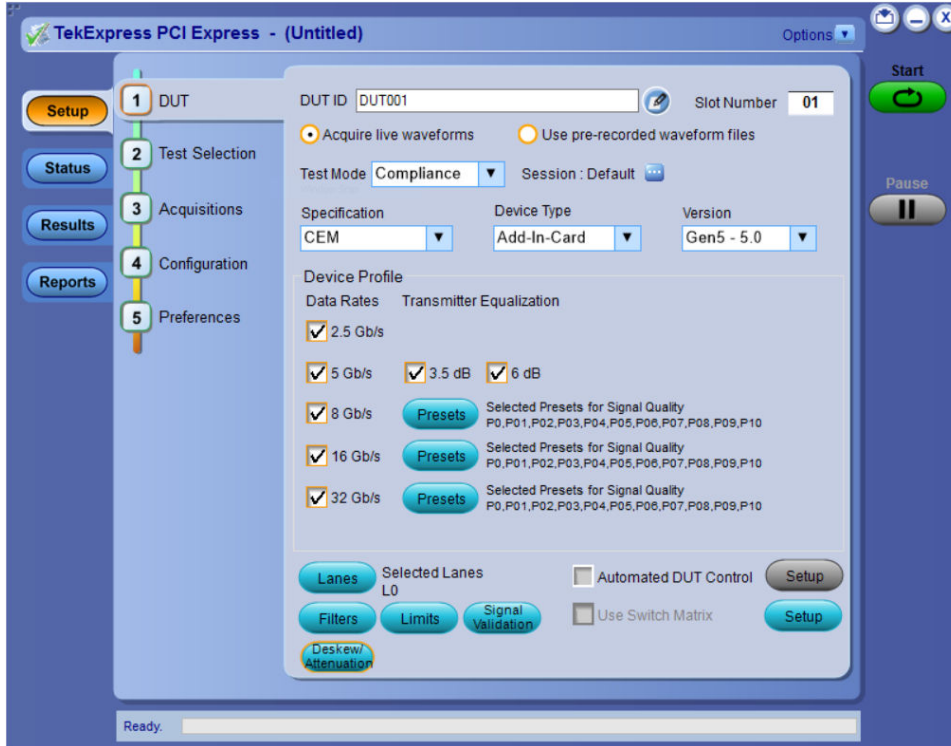 TekExpress PCI Express - (Untitled)
Options
Start
Pause
Setup
Status
Results
Reports
1 DUT
2 Test Selection
3 Acquisitions
4 Configuration
5 Preferences
DUT ID DUT001 Slot Number 01
Acquire live waveforms Use pre-recorded waveform files
Test Mode Compliance Session : Default
Specification Device Type Version
CEM Add-In-Card Gen5 - 5.0
Device Profile
Data Rates Transmitter Equalization
2.5 Gb/s
5 Gb/s 3.5 dB 6 dB
8 Gb/s Presets Selected Presets for Signal Quality
P0,P01,P02,P03,P04,P05,P06,P07,P08,P09,P10
16 Gb/s Presets Selected Presets for Signal Quality
P0,P01,P02,P03,P04,P05,P06,P07,P08,P09,P10
32 Gb/s Presets Selected Presets for Signal Quality
P0,P01,P02,P03,P04,P05,P06,P07,P08,P09,P10
Lanes Selected Lanes
L0
Automated DUT Control Setup
Filters Limits Signal Validation
Use Switch Matrix Setup
Deskew/
Attenuation
Ready.